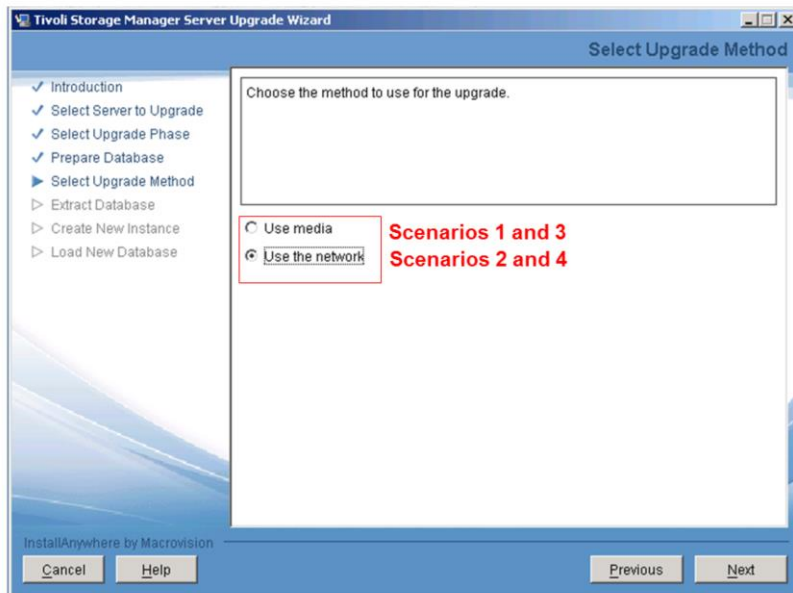 Tivoli Storage Manager Server Upgrade Wizard
Select Upgrade Method
Introduction
Select Server to Upgrade
Select Upgrade Phase
Prepare Database
Select Upgrade Method
Extract Database
Create New Instance
Load New Database
Choose the method to use for the upgrade.
Use media
Scenarios 1 and 3
Use the network
Scenarios 2 and 4
InstallAnywhere by Macrovision
Cancel
Help
Previous
Next